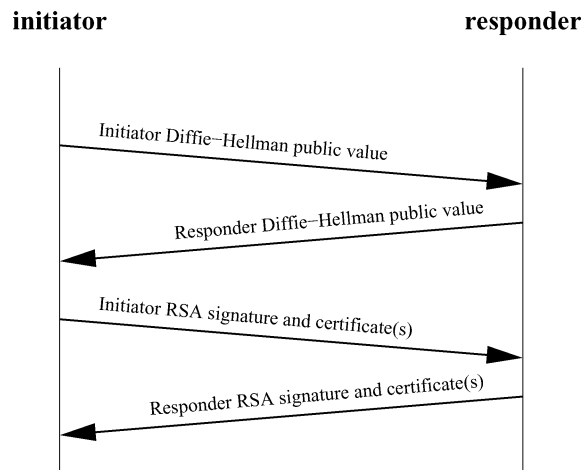 initiator
responder
Initiator Diffie−Hellman public value
Responder Diffie−Hellman public value
Initiator RSA signature and certificate(s)
Responder RSA signature and certificate(s)